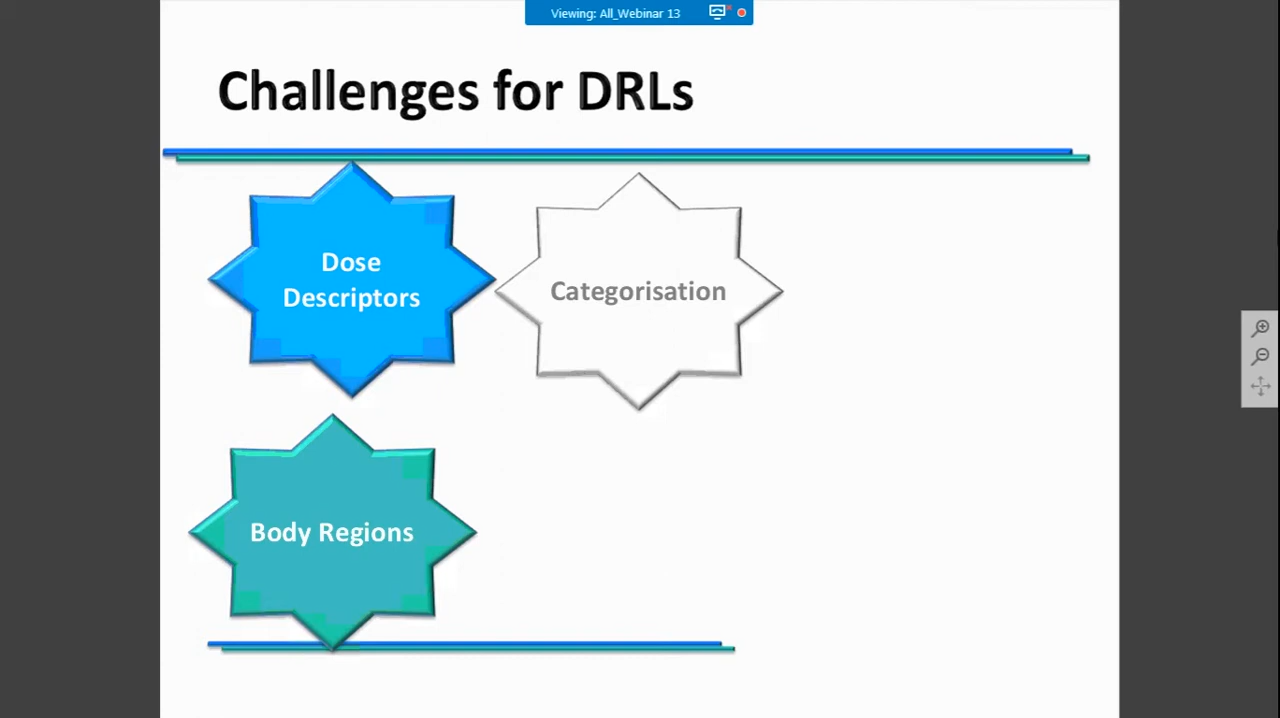 Viewing: All_Webinar 13
Challenges for DRLs
Dose
Descriptors
Categorisation
Body Regions